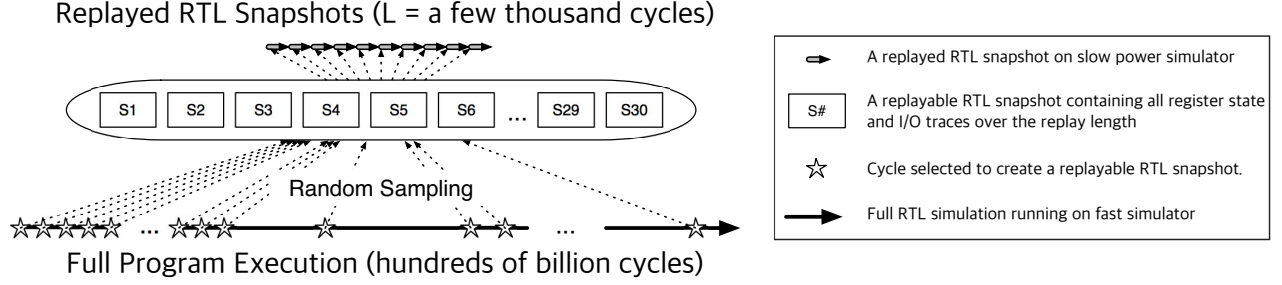 Replayed RTL Snapshots (L = a few thousand cycles)
S1 S2 S3 S4 S5 S6 ... S29 S30
Random Sampling
... ...
Full Program Execution (hundreds of billion cycles)
A replayed RTL snapshot on slow power simulator
S# A replayable RTL snapshot containing all register state
and I/O traces over the replay length
Cycle selected to create a replayable RTL snapshot.
Full RTL simulation running on fast simulator